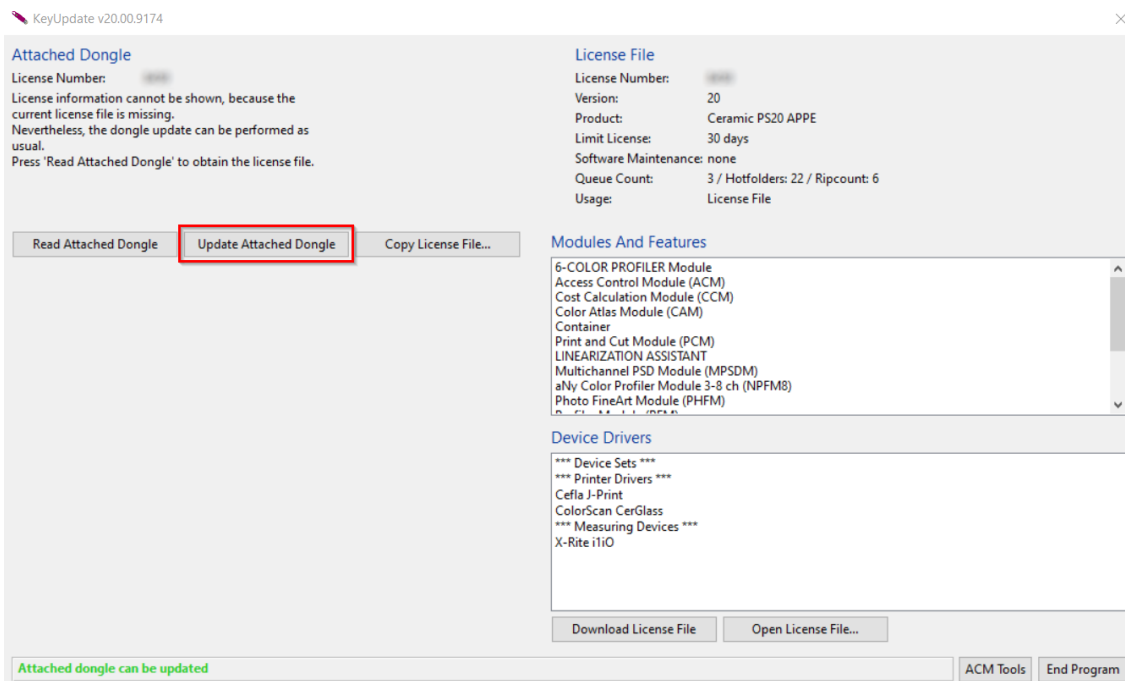 KeyUpdate v20.00.9174
Attached Dongle
License Number:
License information cannot be shown, because the
current license file is missing.
Nevertheless, the dongle update can be performed as
usual.
Press 'Read Attached Dongle' to obtain the license file.
Read Attached Dongle
Update Attached Dongle
Copy License File...
License File
License Number:
Version: 20
Product: Ceramic PS20 APPE
Limit License: 30 days
Software Maintenance: none
Queue Count: 3 / Hotfolders: 22 / Ripcount: 6
Usage: License File
Modules And Features
6-COLOR PROFILER Module
Access Control Module (ACM)
Cost Calculation Module (CCM)
Color Atlas Module (CAM)
Container
Print and Cut Module (PCM)
LINEARIZATION ASSISTANT
Multichannel PSD Module (MPSDM)
aNy Color Profiler Module 3-8 ch (NPFM8)
Photo FineArt Module (PHFM)
Device Drivers
*** Device Sets ***
*** Printer Drivers ***
Cefla J-Print
ColorScan CerGlass
*** Measuring Devices ***
X-Rite i1iO
Download License File
Open License File...
Attached dongle can be updated
ACM Tools
End Program